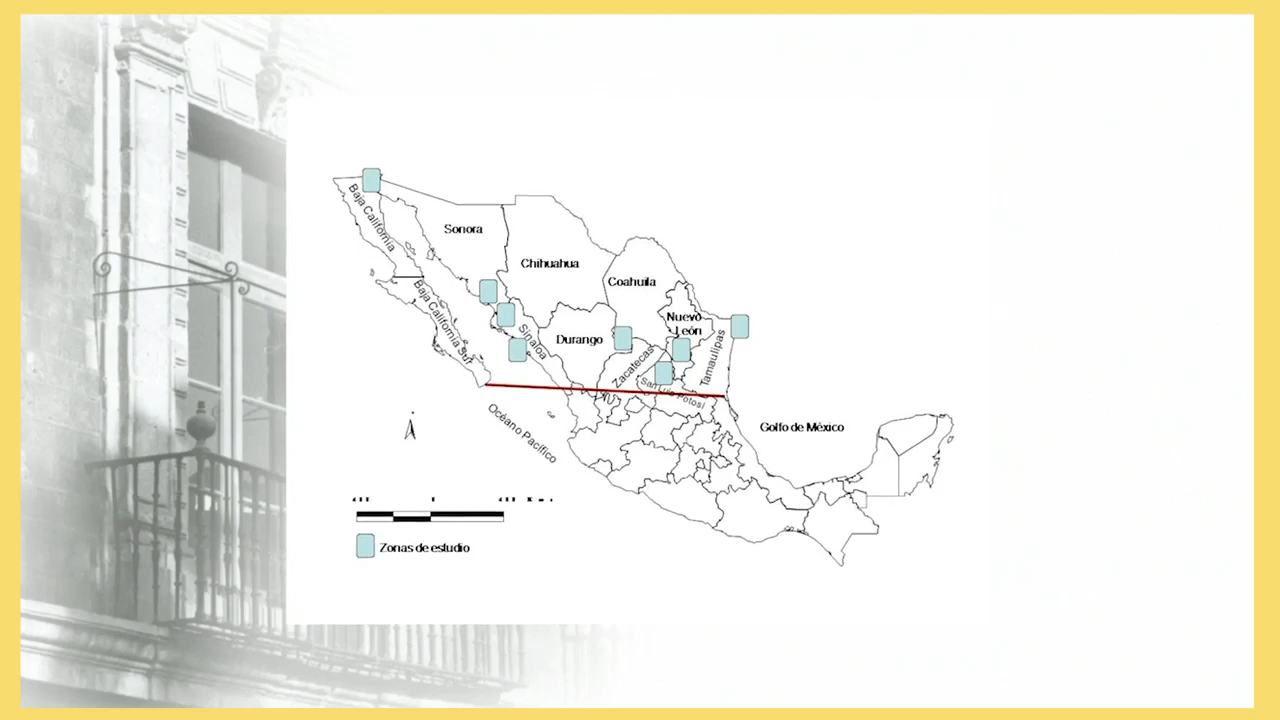 Baja California
Sonora
Chihuahua
Coahuila
Baja California Sur
Nuevo
León
Sinaloa
Durango
Zacatecas
Tamaulipas
San Luis Potosí
Océano Pacífico
Golfo de México
Zonas de estudio